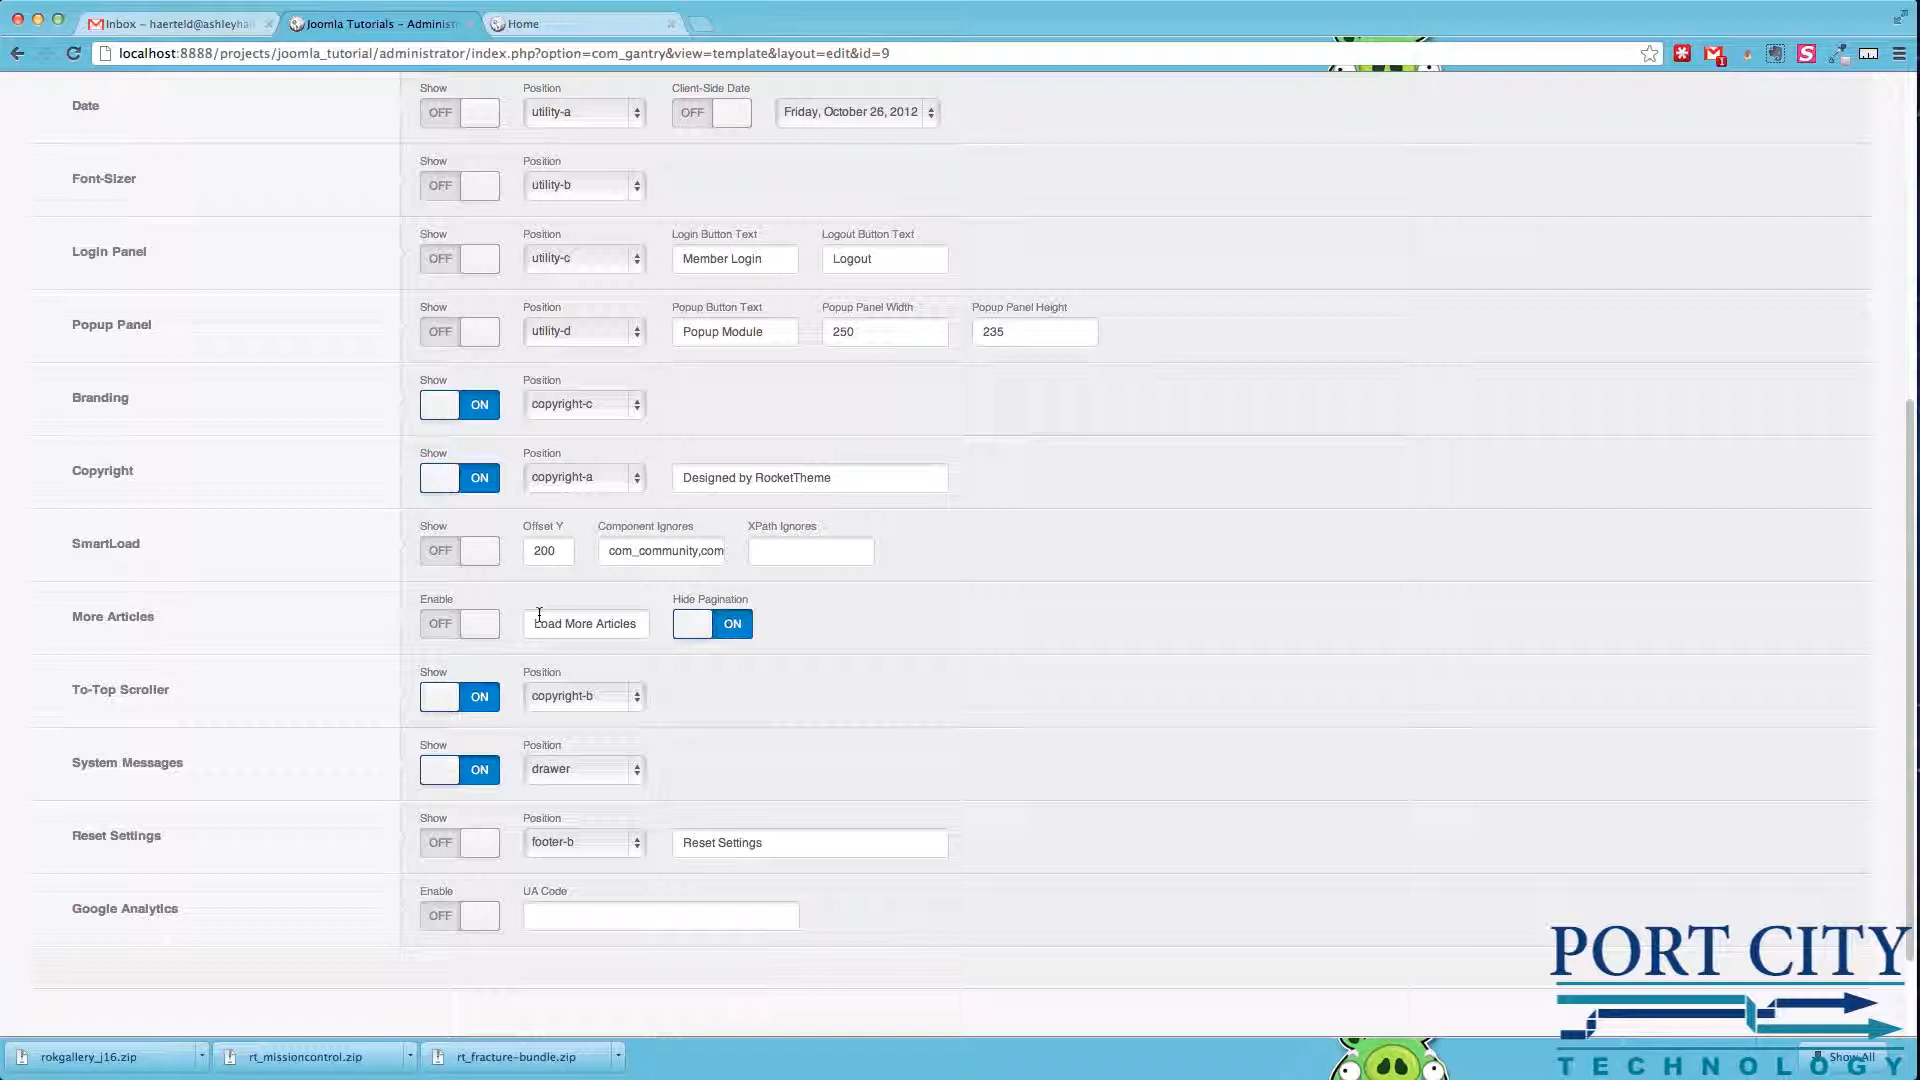 Inbox – haerteld@ashleyha
Joomla Tutorials – Administ
Home
localhost:8888/projects/joomla_tutorial/administrator/index.php?option=com_gantry&view=template&layout=edit&id=9
Date
Show
OFF
Position
utility-a
Client-Side Date
OFF
Friday, October 26, 2012
Font-Sizer
Show
OFF
Position
utility-b
Login Panel
Show
OFF
Position
utility-c
Login Button Text
Member Login
Logout Button Text
Logout
Popup Panel
Show
OFF
Position
utility-d
Popup Button Text
Popup Module
Popup Panel Width
250
Popup Panel Height
235
Branding
Show
ON
Position
copyright-c
Copyright
Show
ON
Position
copyright-a
Designed by RocketTheme
SmartLoad
Show
OFF
Offset Y
200
Component Ignores
com_community,com
XPath Ignores
More Articles
Enable
OFF
Load More Articles
Hide Pagination
ON
To-Top Scroller
Show
ON
Position
copyright-b
System Messages
Show
ON
Position
drawer
Reset Settings
Show
OFF
Position
footer-b
Reset Settings
Google Analytics
Enable
OFF
UA Code
PORT CITY
TECHNOLOGY
rokgallery_j16.zip
rt_missioncontrol.zip
rt_fracture-bundle.zip
Show All